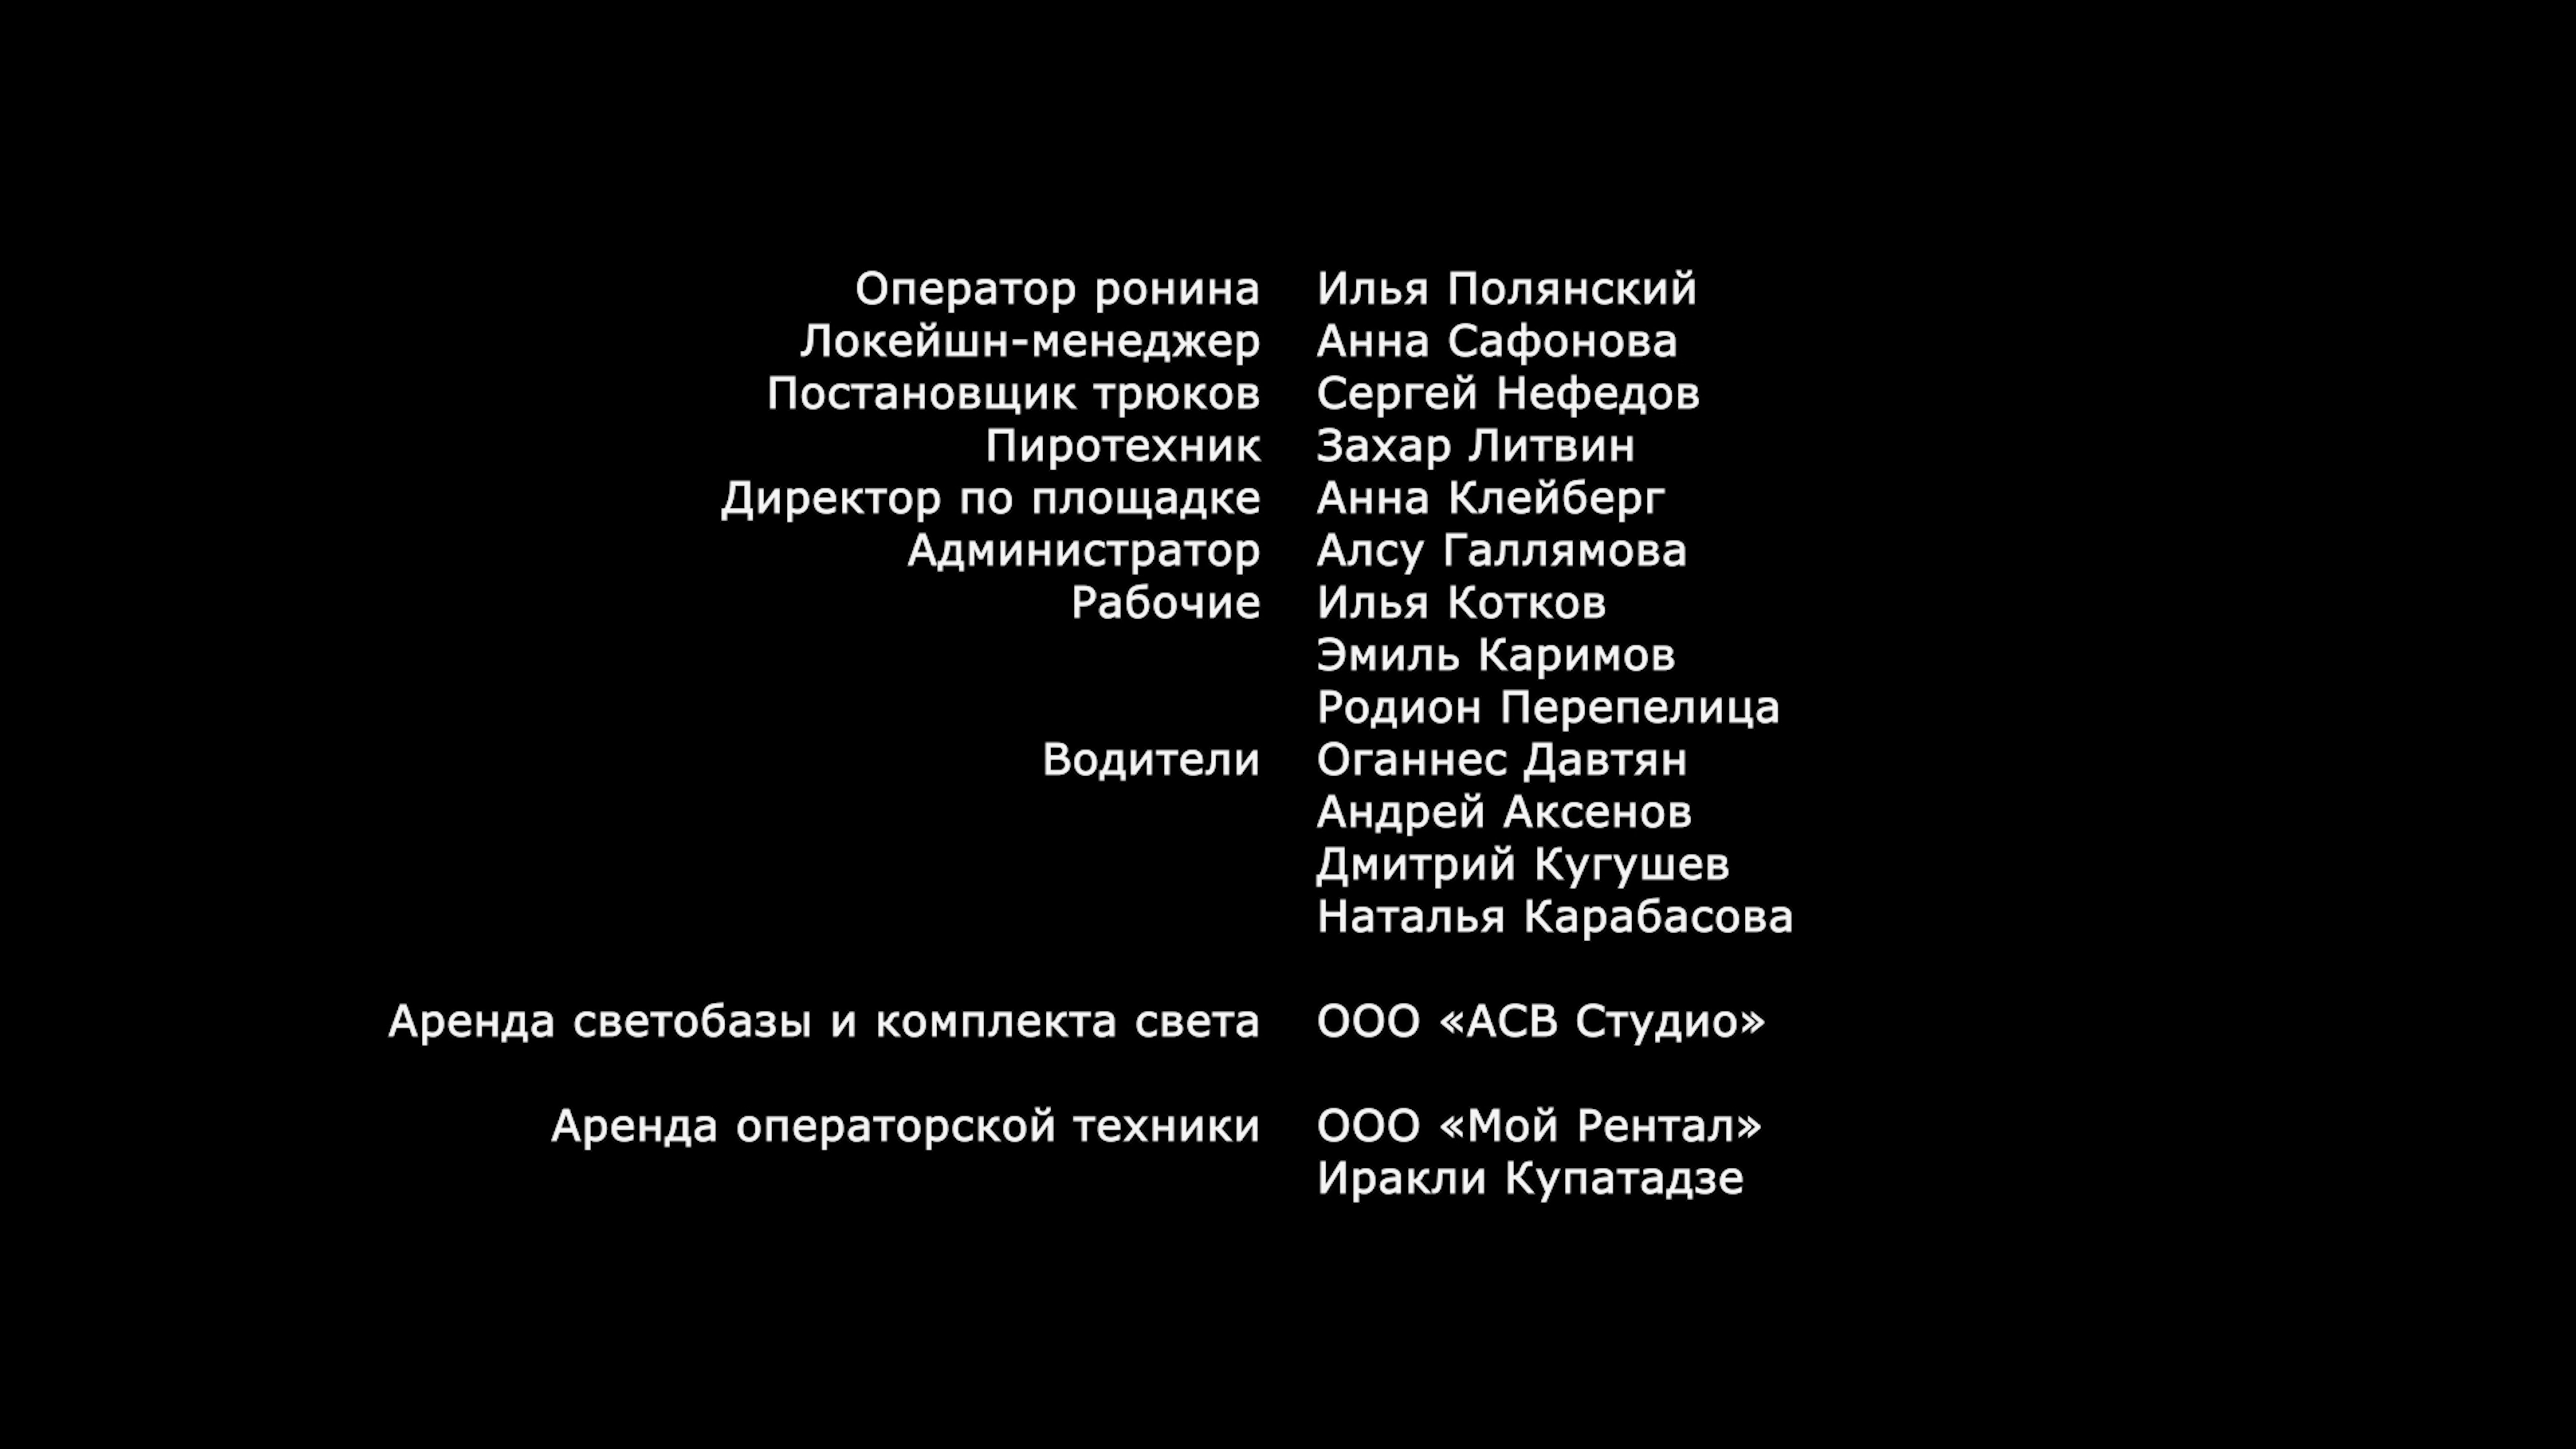 Оператор ронина Илья Полянский
Локейшн-менеджер Анна Сафонова
Постановщик трюков Сергей Нефедов
Пиротехник Захар Литвин
Директор по площадке Анна Клейберг
Администратор Алсу Галлямова
Рабочие Илья Котков
Эмиль Каримов
Родион Перепелица
Водители Оганнес Давтян
Андрей Аксенов
Дмитрий Кугушев
Наталья Карабасова
Аренда светобазы и комплекта света ООО «АСВ Студио»
Аренда операторской техники ООО «Мой Рентал»
Иракли Купатадзе